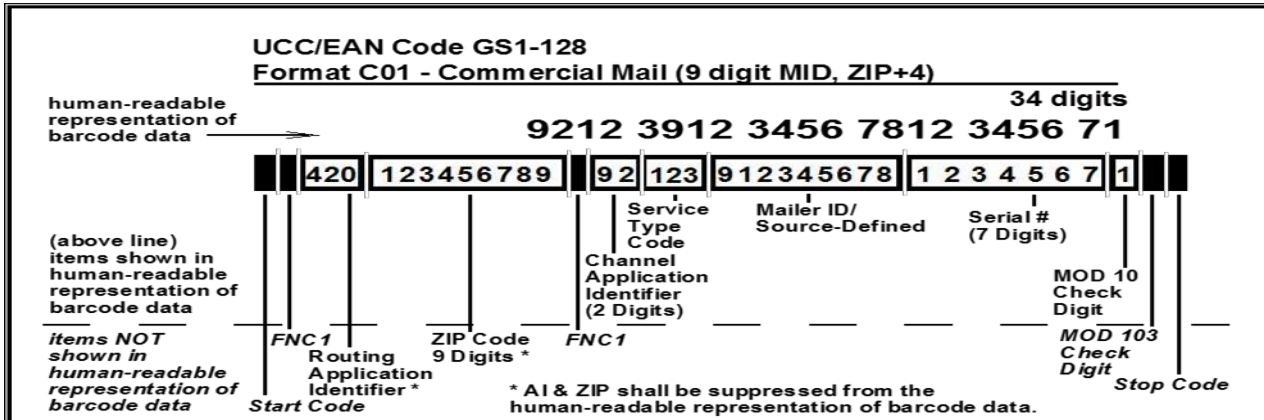 UCC/EAN Code GS1-128
Format C01 - Commercial Mail (9 digit MID, ZIP+4)
34 digits
human-readable
representation of
barcode data
9212 3912 3456 7812 3456 71
420 123456789 92 123 912345678 1 2 3 4 5 6 7 1
Service
Type
Code
Mailer ID/
Source-Defined
Serial #
(7 Digits)
(above line)
items shown in
human-readable
representation of
barcode data
Channel
Application
Identifier
(2 Digits)
MOD 10
Check
Digit
items NOT
shown in
human-readable
representation of
barcode data
Start Code
FNC1
Routing
Application
Identifier *
ZIP Code
9 Digits *
FNC1
MOD 103
Check
Digit
Stop Code
* AI & ZIP shall be suppressed from the
human-readable representation of barcode data.